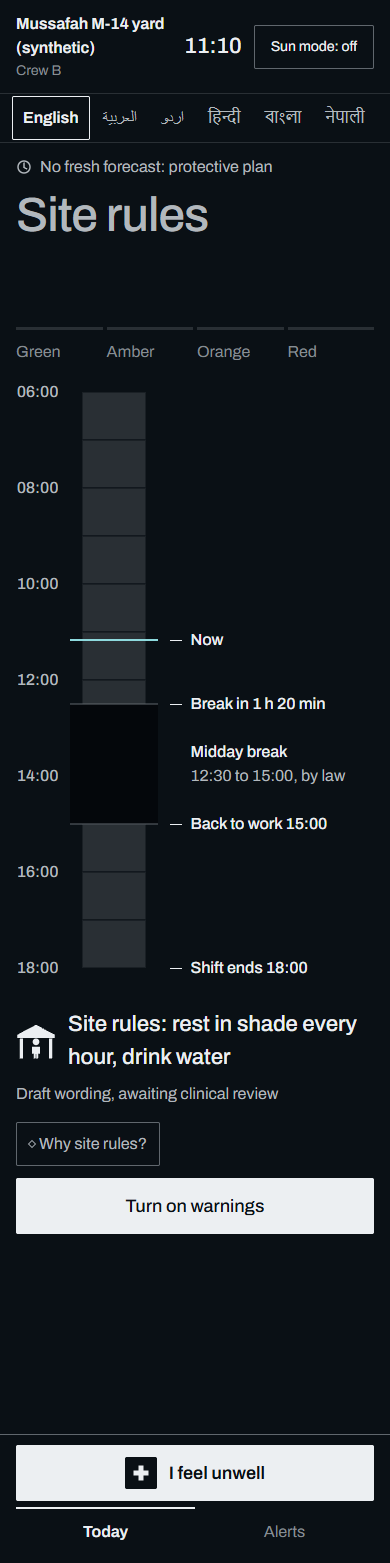 Mussafah M-14 yard
(synthetic)
Crew B
11:10
Sun mode: off
English
العربية
اردو
हिन्दी
বাংলা
नेपाली
No fresh forecast: protective plan
Site rules
Green
Amber
Orange
Red
06:00
08:00
10:00
Now
12:00
Break in 1 h 20 min
Midday break
14:00
12:30 to 15:00, by law
Back to work 15:00
16:00
18:00
Shift ends 18:00
Site rules: rest in shade every
hour, drink water
Draft wording, awaiting clinical review
Why site rules?
Turn on warnings
I feel unwell
Today
Alerts